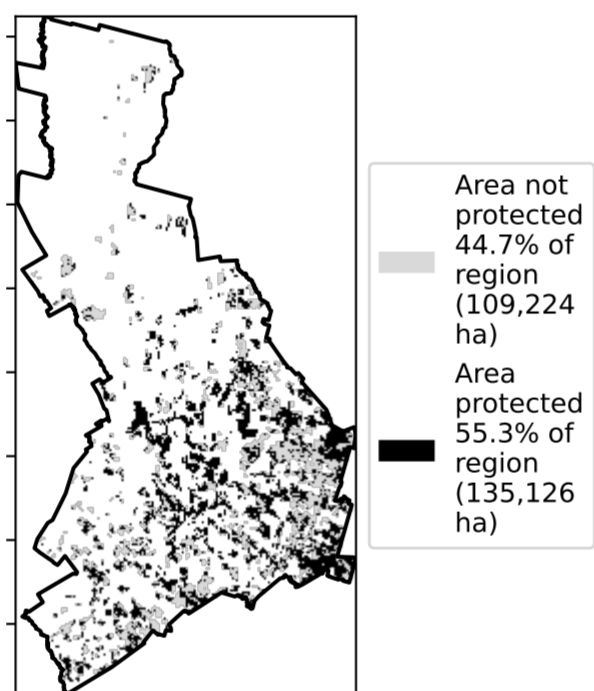 Area not
protected
44.7% of
region
(109,224
ha)
Area
protected
55.3% of
region
(135,126
ha)